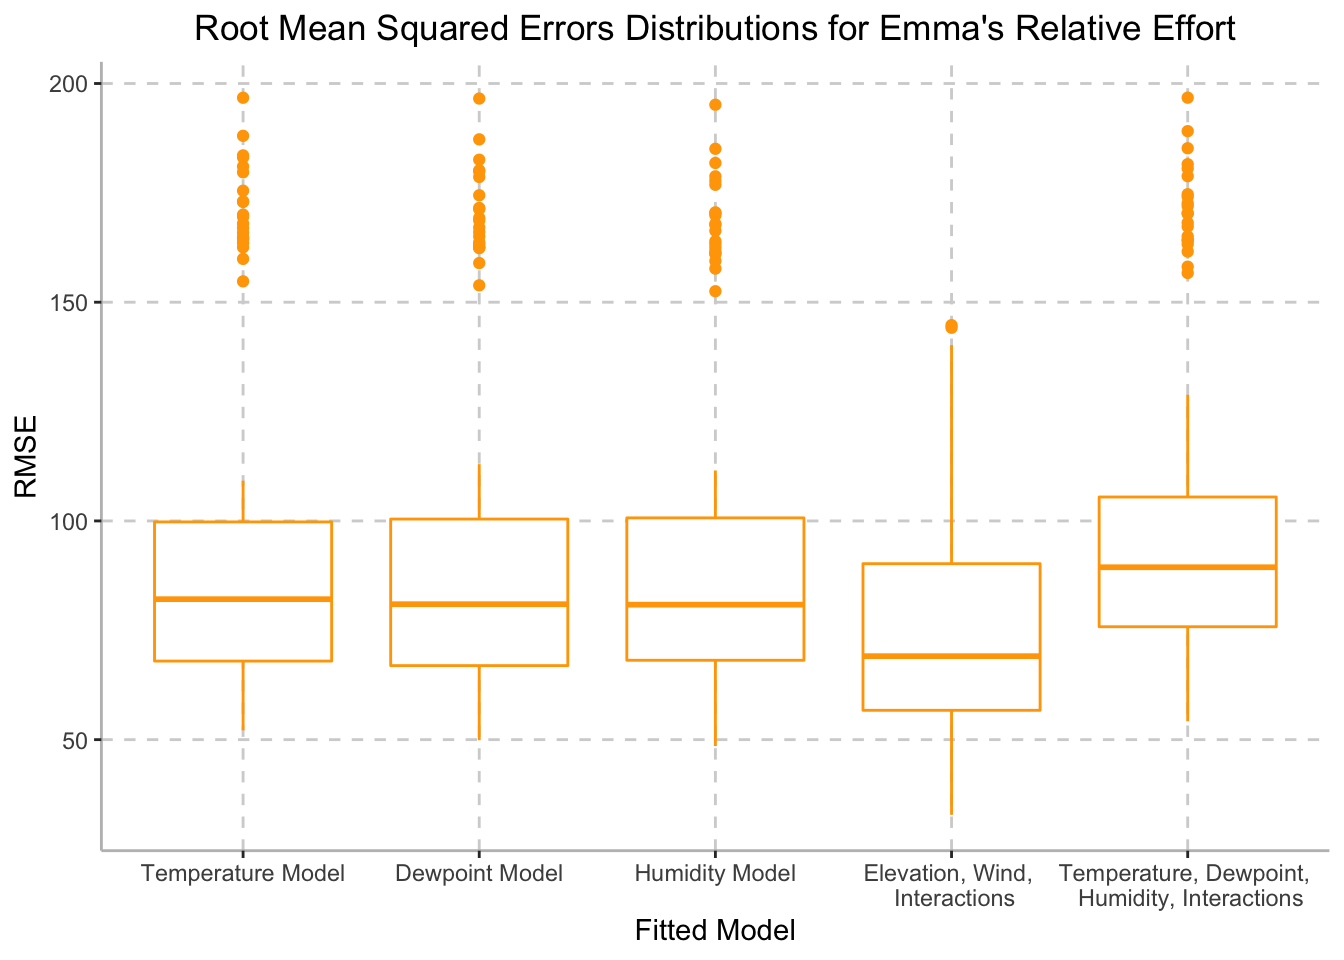 Root Mean Squared Errors Distributions for Emma's Relative Effort
200
150
100
50
RMSE
Temperature Model
Dewpoint Model
Humidity Model
Elevation, Wind,
Interactions
Temperature, Dewpoint,
Humidity, Interactions
Fitted Model